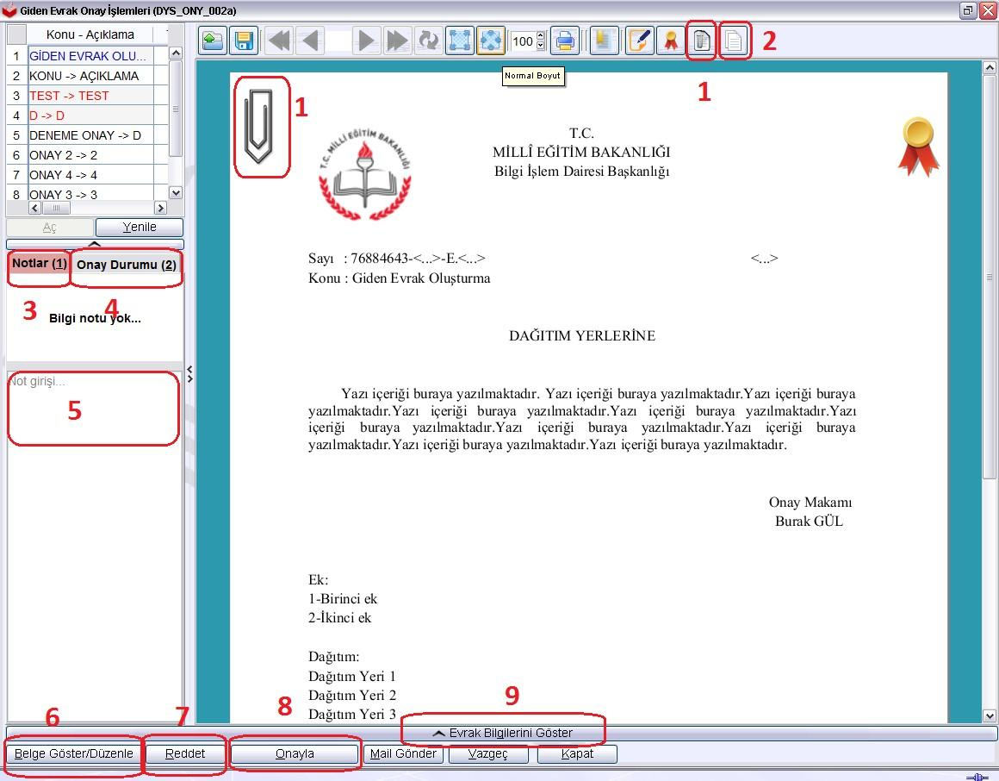 Giden Evrak Onay İşlemleri (DYS_ONY_002a)
Konu - Açıklama
1 GİDEN EVRAK OLU...
2 KONU -> AÇIKLAMA
3 TEST -> TEST
4 D -> D
5 DENEME ONAY -> D
6 ONAY 2 -> 2
7 ONAY 4 -> 4
8 ONAY 3 -> 3
Aç Yenile
Notlar (1) Onay Durumu (2)
3 4
Bilgi notu yok...
Not girişi...
5
100
2
Normal Boyut
1
1
T.C. MİLLİ EĞİTİM BAKANLIĞI
T.C.
MİLLÎ EĞİTİM BAKANLIĞI
Bilgi İşlem Dairesi Başkanlığı
Sayı : 76884643-<...>-E.<...> <...>
Konu : Giden Evrak Oluşturma
DAĞITIM YERLERİNE
Yazı içeriği buraya yazılmaktadır. Yazı içeriği buraya yazılmaktadır.Yazı içeriği buraya
yazılmaktadır.Yazı içeriği buraya yazılmaktadır.Yazı içeriği buraya yazılmaktadır.Yazı
içeriği buraya yazılmaktadır.Yazı içeriği buraya yazılmaktadır.Yazı içeriği buraya
yazılmaktadır.Yazı içeriği buraya yazılmaktadır.Yazı içeriği buraya yazılmaktadır.
Onay Makamı
Burak GÜL
Ek:
1-Birinci ek
2-İkinci ek
Dağıtım:
Dağıtım Yeri 1
Dağıtım Yeri 2
Dağıtım Yeri 3
6 7 8 9
Evrak Bilgilerini Göster
Belge Göster/Düzenle Reddet Onayla Mail Gönder Vazgeç Kapat